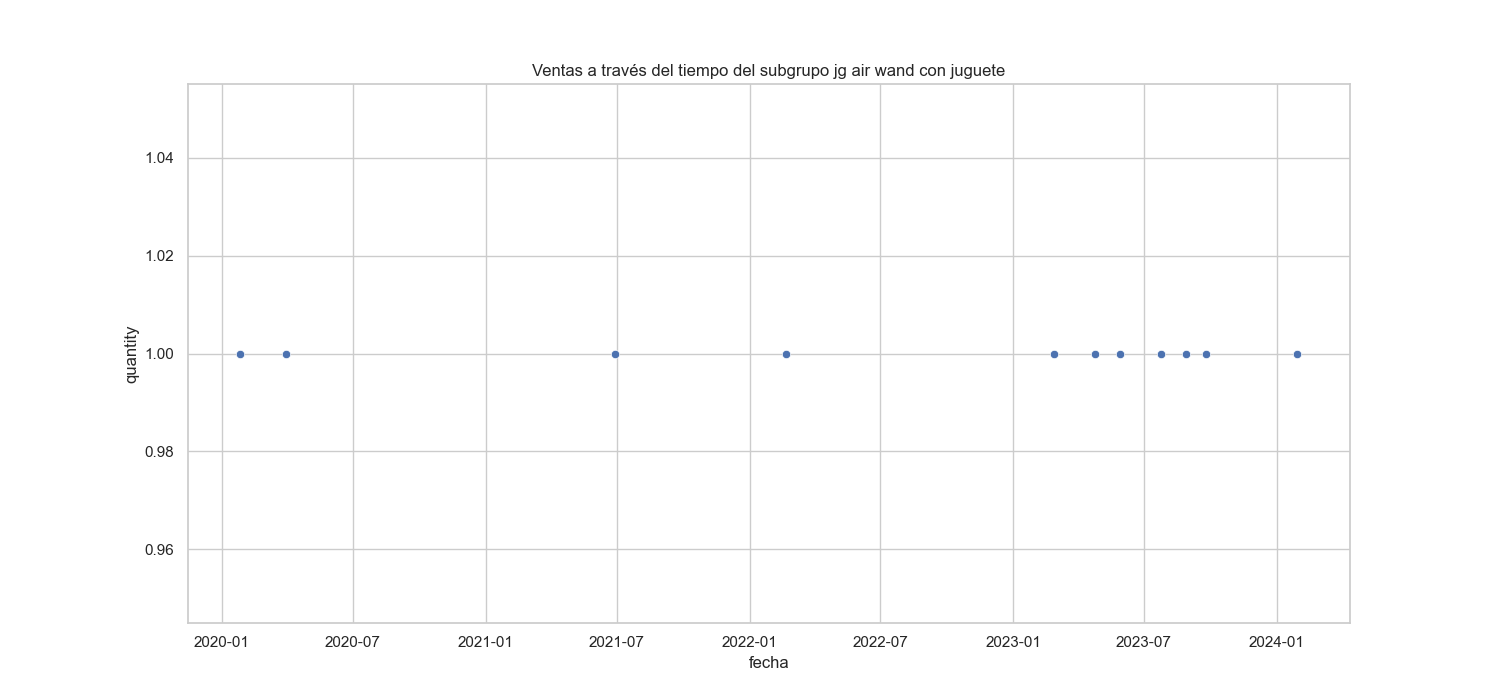 Ventas a través del tiempo del subgrupo jg air wand con juguete
1.04
1.02
1.00
0.98
0.96
quantity
2020-01 2020-07 2021-01 2021-07 2022-01 2022-07 2023-01 2023-07 2024-01
fecha